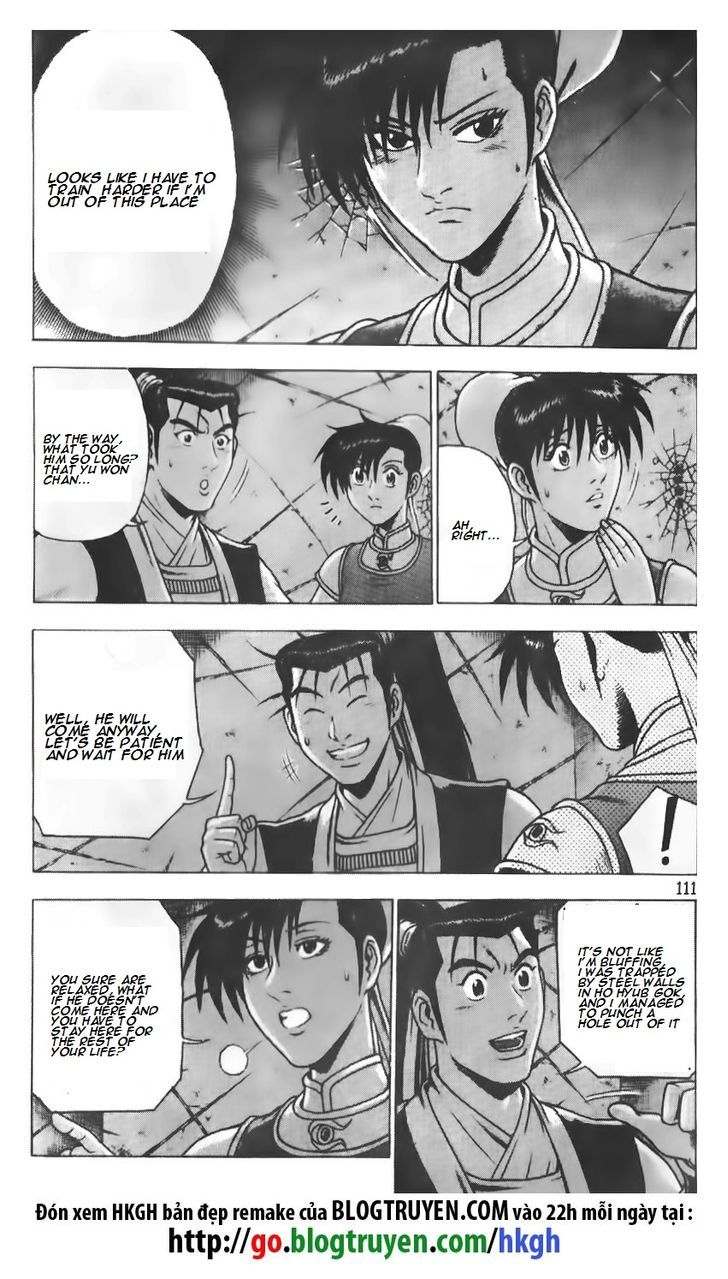 LOOKS LIKE I HAVE TO
TRAIN HARDER IF I'M
OUT OF THIS PLACE
BY THE WAY,
WHAT TOOK
HIM SO LONG?
THAT YU WON
CHAN...
AH,
RIGHT...
WELL, HE WILL
COME ANYWAY,
LET'S BE PATIENT
AND WAIT FOR HIM
!
111
YOU SURE ARE
RELAXED, WHAT
IF HE DOESN'T
COME HERE AND
YOU HAVE TO
STAY HERE FOR
THE REST OF
YOUR LIFE?
IT'S NOT LIKE
I'M BLUFFING,
I WAS TRAPPED
BY STEEL WALLS
IN HO HYUB GOK,
AND I MANAGED
TO PUNCH A
HOLE OUT OF IT
Đón xem HKGH bản đẹp remake của BLOGTRUYEN.COM vào 22h mỗi ngày tại :
http://go.blogtruyen.com/hkgh